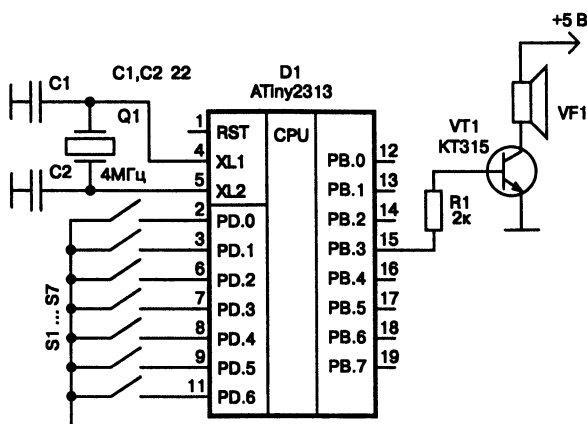 +5 В
C1
C1,C2 22
D1
ATiny2313
Q1
VF1
VT1
КТ315
1
RST
CPU
4
XL1
PB.0
12
C2
4МГц
5
XL2
PB.1
13
2
PD.0
PB.2
14
R1
2к
3
PD.1
PB.3
15
6
PD.2
PB.4
16
7
PD.3
PB.5
17
S1 ... S7
8
PD.4
PB.6
18
9
PD.5
PB.7
19
11
PD.6